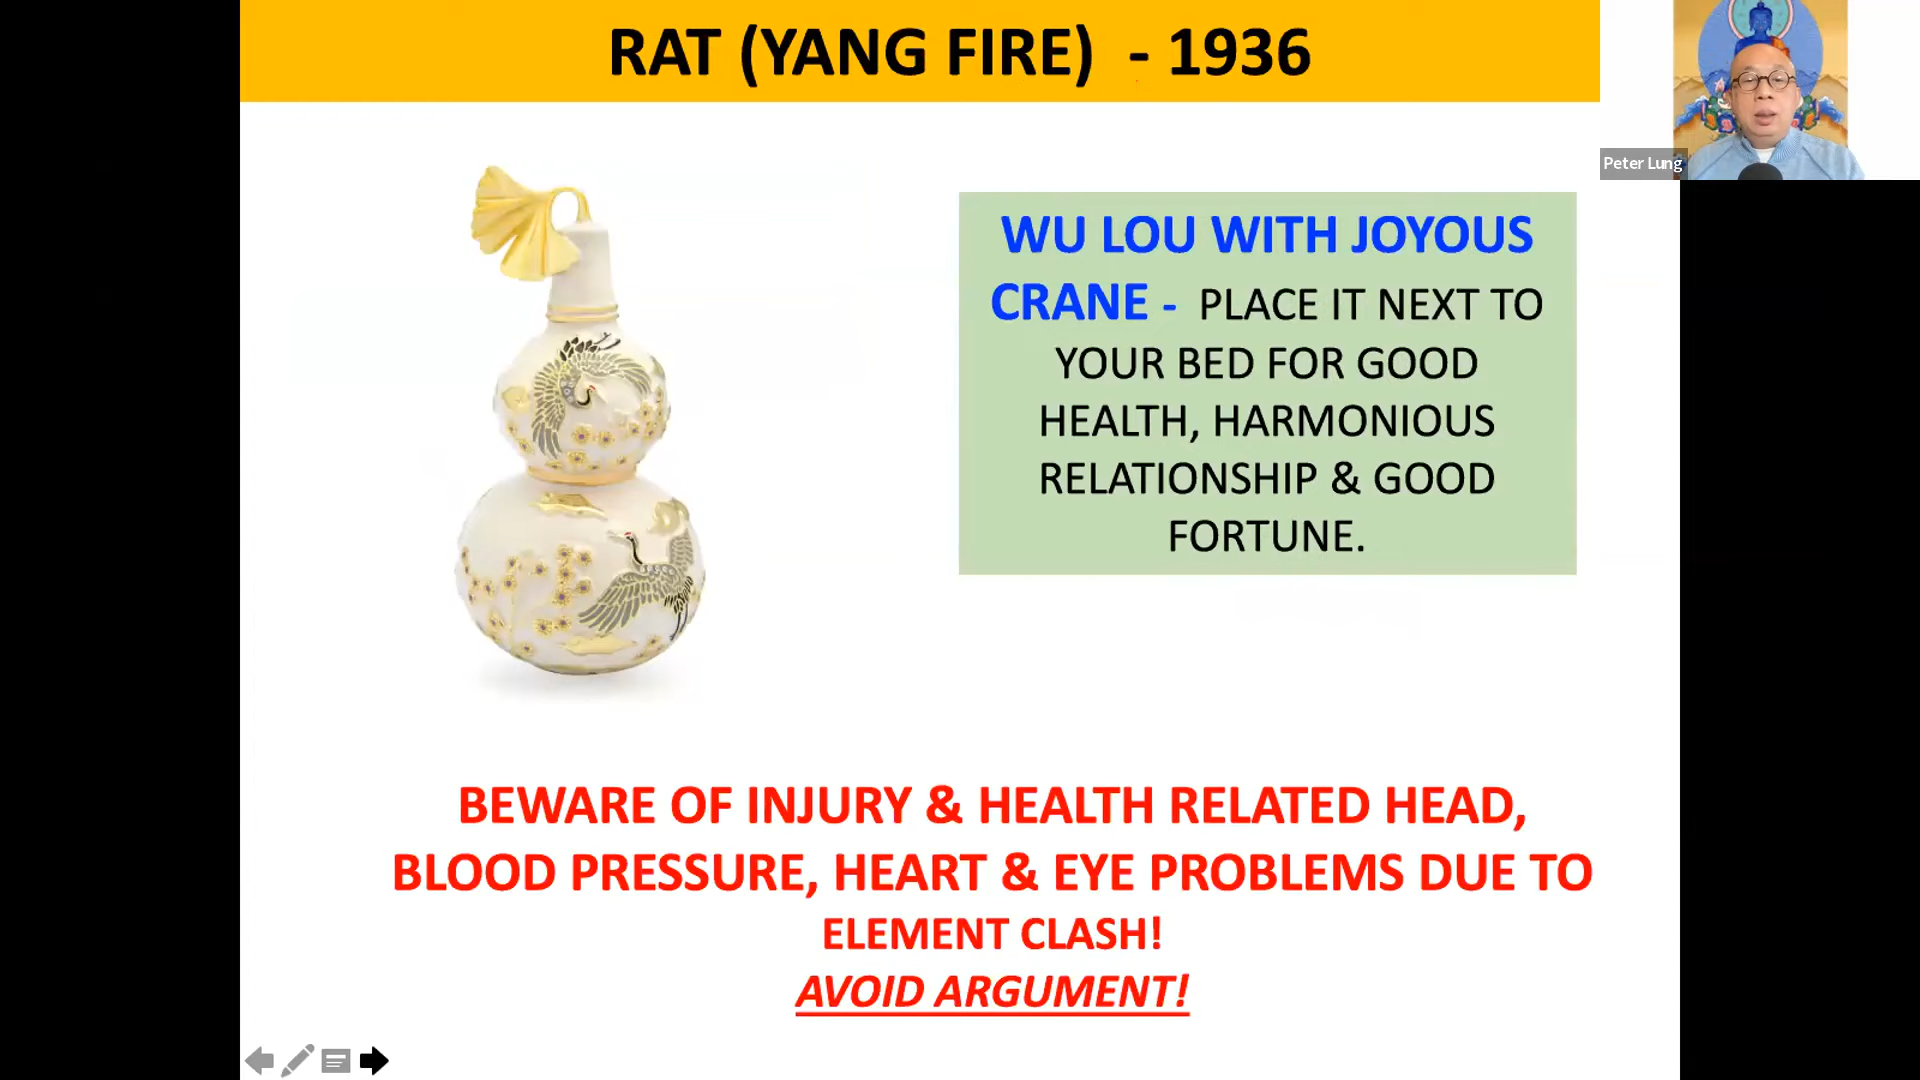 RAT (YANG FIRE) - 1936
Peter Lung
WU LOU WITH JOYOUS
CRANE - PLACE IT NEXT TO
YOUR BED FOR GOOD
HEALTH, HARMONIOUS
RELATIONSHIP & GOOD
FORTUNE.
BEWARE OF INJURY & HEALTH RELATED HEAD,
BLOOD PRESSURE, HEART & EYE PROBLEMS DUE TO
ELEMENT CLASH!
AVOID ARGUMENT!